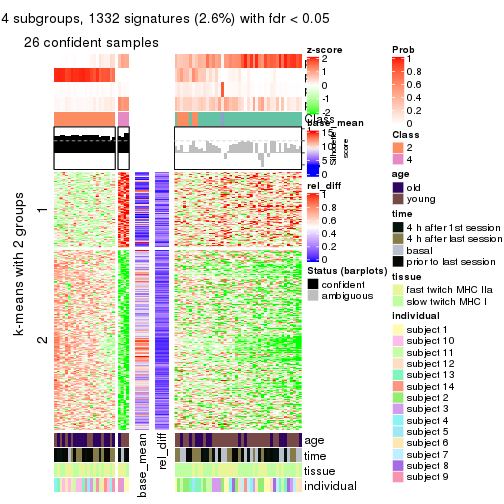 4 subgroups, 1332 signatures (2.6%) with fdr < 0.05
26 confident samples
k-means with 2 groups
1
2
Class
base_mean
rel_diff
age
time
tissue
individual
z-score
2
1
0
-1
-2
base_mean
15
10
5
0
Silhouette
score
rel_diff
1
0.8
0.6
0.4
0.2
0
Status (barplots)
confident
ambiguous
Prob
1
0.8
0.6
0.4
0.2
0
Class
2
4
age
old
young
time
4 h after 1st session
4 h after last session
basal
prior to last session
tissue
fast twitch MHC IIa
slow twitch MHC I
individual
subject 1
subject 10
subject 11
subject 12
subject 13
subject 14
subject 2
subject 3
subject 4
subject 5
subject 6
subject 7
subject 8
subject 9